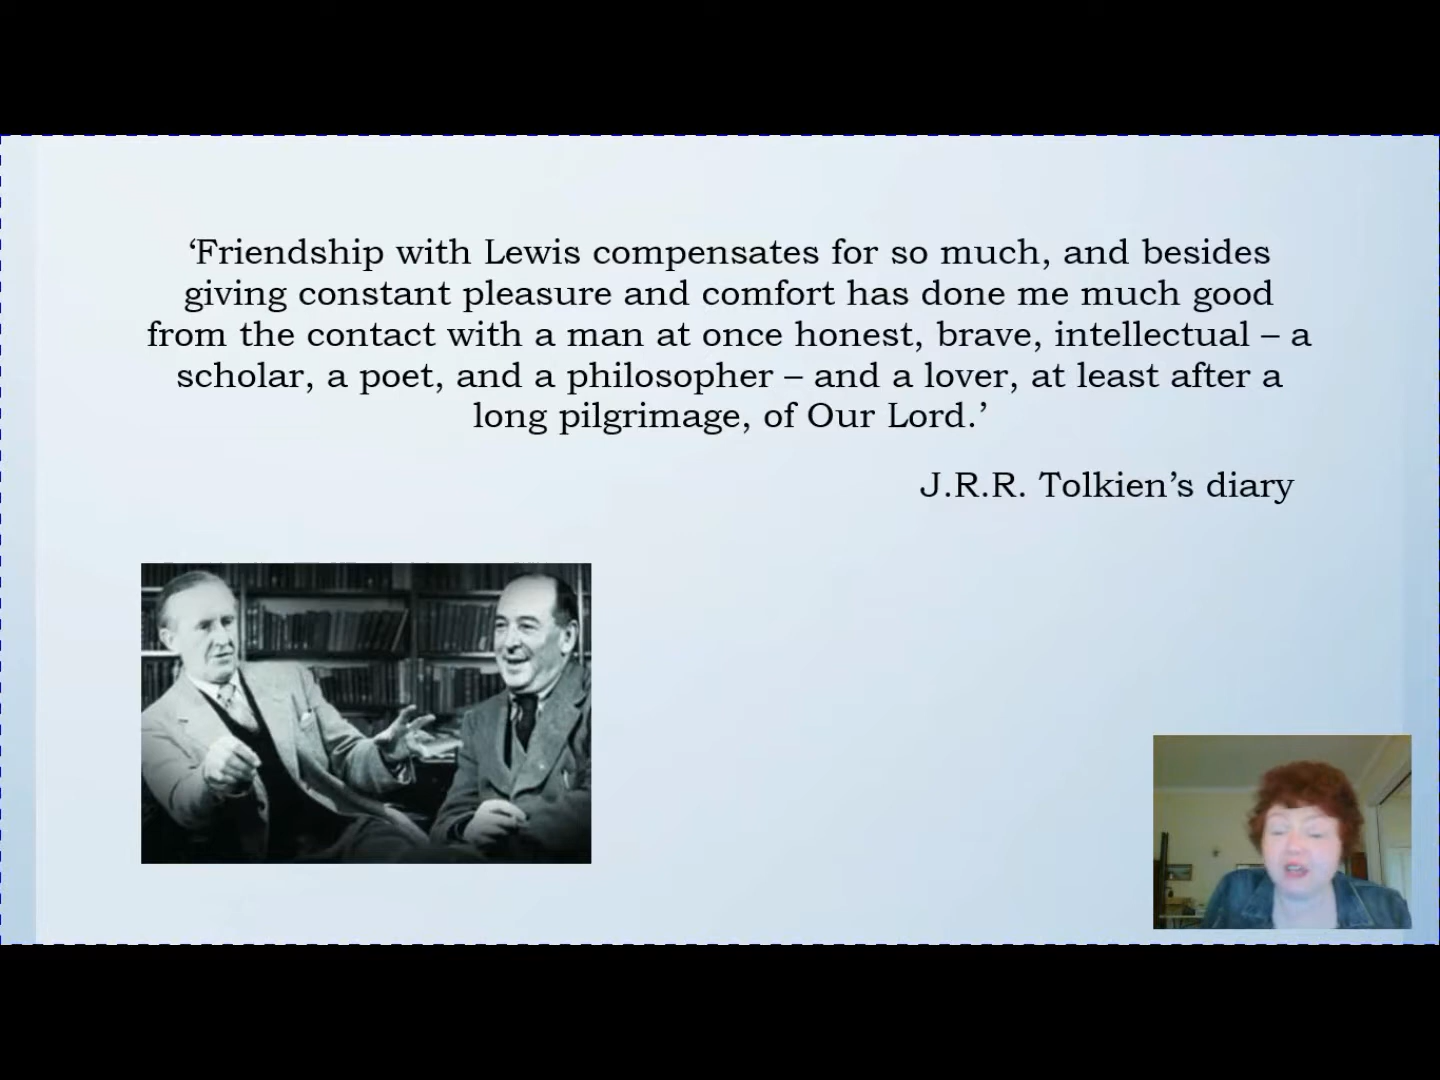 ‘Friendship with Lewis compensates for so much, and besides
giving constant pleasure and comfort has done me much good
from the contact with a man at once honest, brave, intellectual – a
scholar, a poet, and a philosopher – and a lover, at least after a
long pilgrimage, of Our Lord.’
J.R.R. Tolkien’s diary